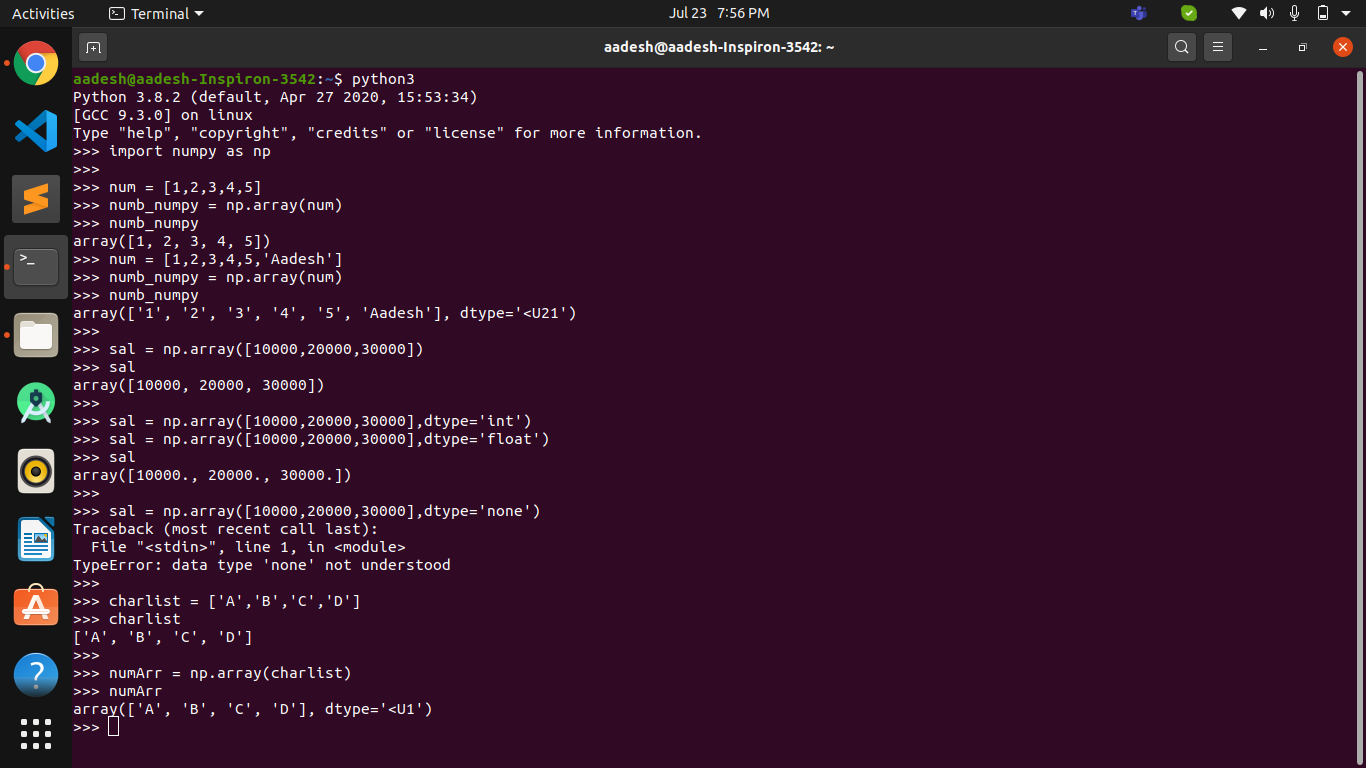 Activities
Terminal
Jul 23 7:56 PM
aadesh@aadesh-Inspiron-3542: ~
aadesh@aadesh-Inspiron-3542:~$ python3
Python 3.8.2 (default, Apr 27 2020, 15:53:34)
[GCC 9.3.0] on linux
Type "help", "copyright", "credits" or "license" for more information.
>>> import numpy as np
>>>
>>> num = [1,2,3,4,5]
>>> numb_numpy = np.array(num)
>>> numb_numpy
array([1, 2, 3, 4, 5])
>>> num = [1,2,3,4,5,'Aadesh']
>>> numb_numpy = np.array(num)
>>> numb_numpy
array(['1', '2', '3', '4', '5', 'Aadesh'], dtype='<U21')
>>>
>>> sal = np.array([10000,20000,30000])
>>> sal
array([10000, 20000, 30000])
>>>
>>> sal = np.array([10000,20000,30000],dtype='int')
>>> sal = np.array([10000,20000,30000],dtype='float')
>>> sal
array([10000., 20000., 30000.])
>>>
>>> sal = np.array([10000,20000,30000],dtype='none')
Traceback (most recent call last):
  File "<stdin>", line 1, in <module>
TypeError: data type 'none' not understood
>>>
>>> charlist = ['A','B','C','D']
>>> charlist
['A', 'B', 'C', 'D']
>>>
>>> numArr = np.array(charlist)
>>> numArr
array(['A', 'B', 'C', 'D'], dtype='<U1')
>>>